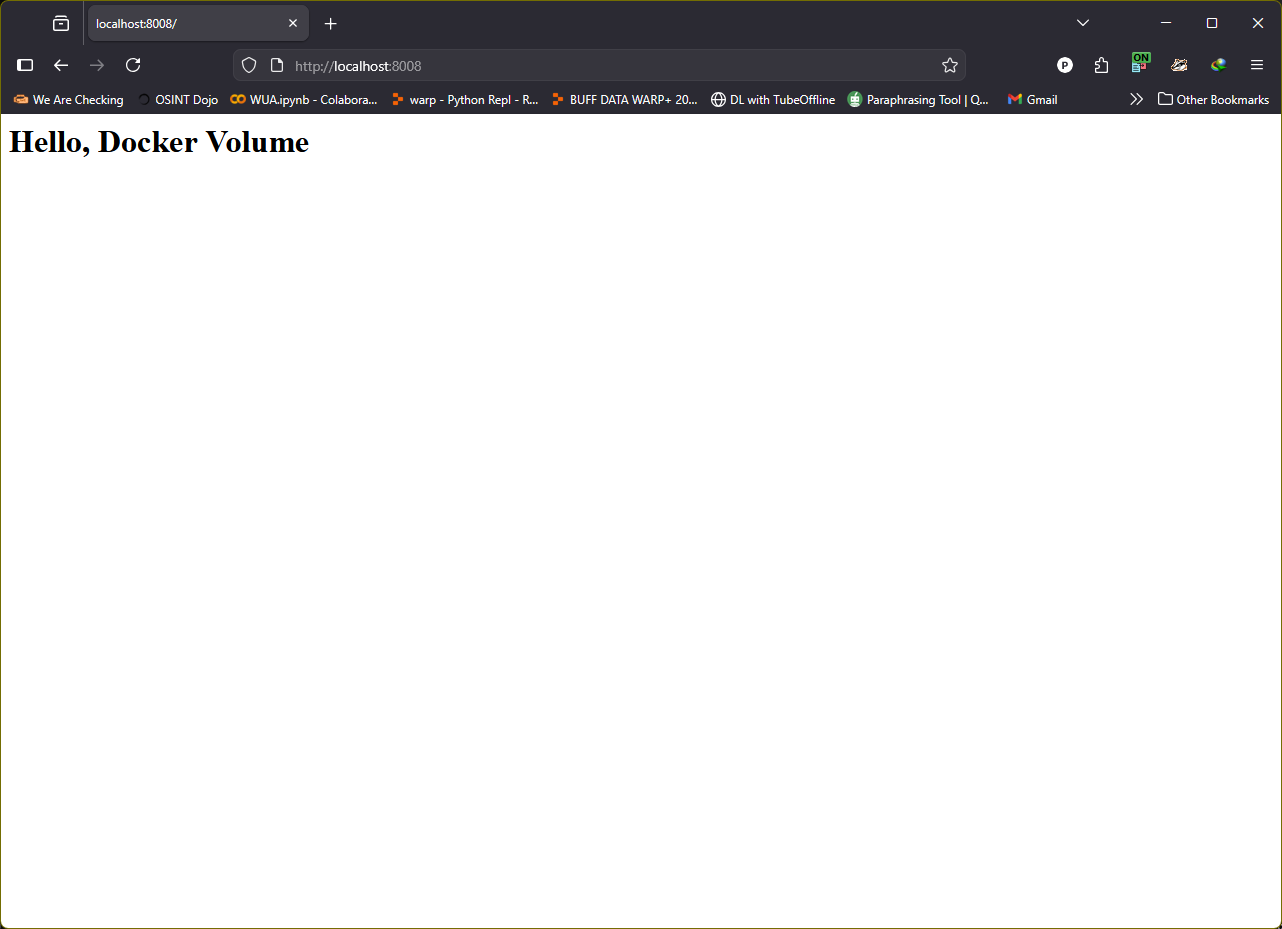 localhost:8008/
http://localhost:8008
P
ON
We Are Checking OSINT Dojo WUA.ipynb - Colabora... warp - Python Repl - R... BUFF DATA WARP+ 20... DL with TubeOffline Paraphrasing Tool | Q... Gmail Other Bookmarks
Hello, Docker Volume